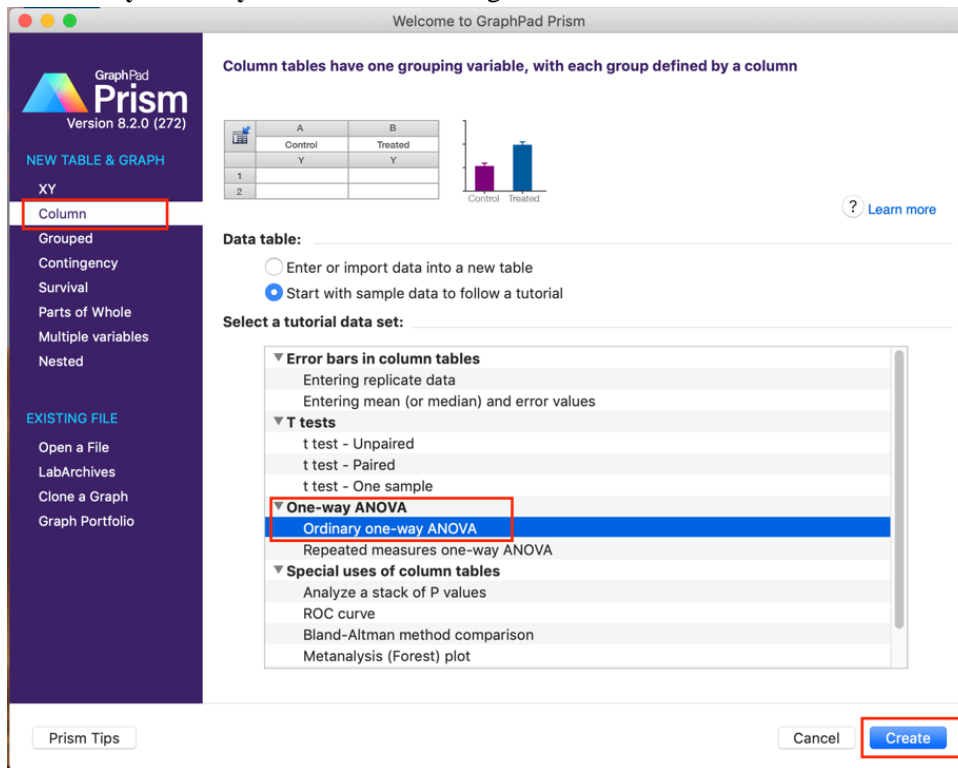 Welcome to GraphPad Prism
GraphPad
Prism
Version 8.2.0 (272)
NEW TABLE & GRAPH
XY
Column
Grouped
Contingency
Survival
Parts of Whole
Multiple variables
Nested
EXISTING FILE
Open a File
LabArchives
Clone a Graph
Graph Portfolio
Prism Tips
Column tables have one grouping variable, with each group defined by a column
A B
Control Treated
Y Y
1
2
Control Treated
? Learn more
Data table:
Enter or import data into a new table
Start with sample data to follow a tutorial
Select a tutorial data set:
Error bars in column tables
Entering replicate data
Entering mean (or median) and error values
T tests
t test - Unpaired
t test - Paired
t test - One sample
One-way ANOVA
Ordinary one-way ANOVA
Repeated measures one-way ANOVA
Special uses of column tables
Analyze a stack of P values
ROC curve
Bland-Altman method comparison
Metanalysis (Forest) plot
Cancel Create